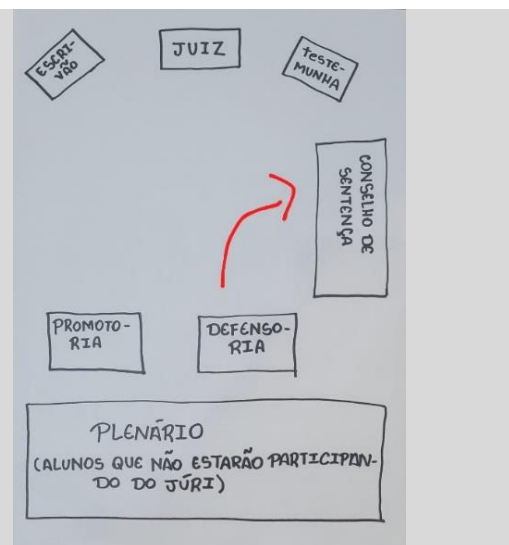 ESCRI-
VÃO
JUIZ
TESTE-
MUNHA
CONSELHO DE
SENTENÇA
PROMOTO-
RIA
DEFENSO-
RIA
PLENÁRIO
(ALUNOS QUE NÃO ESTARÃO PARTICIPAN-
DO DO JÚRI)